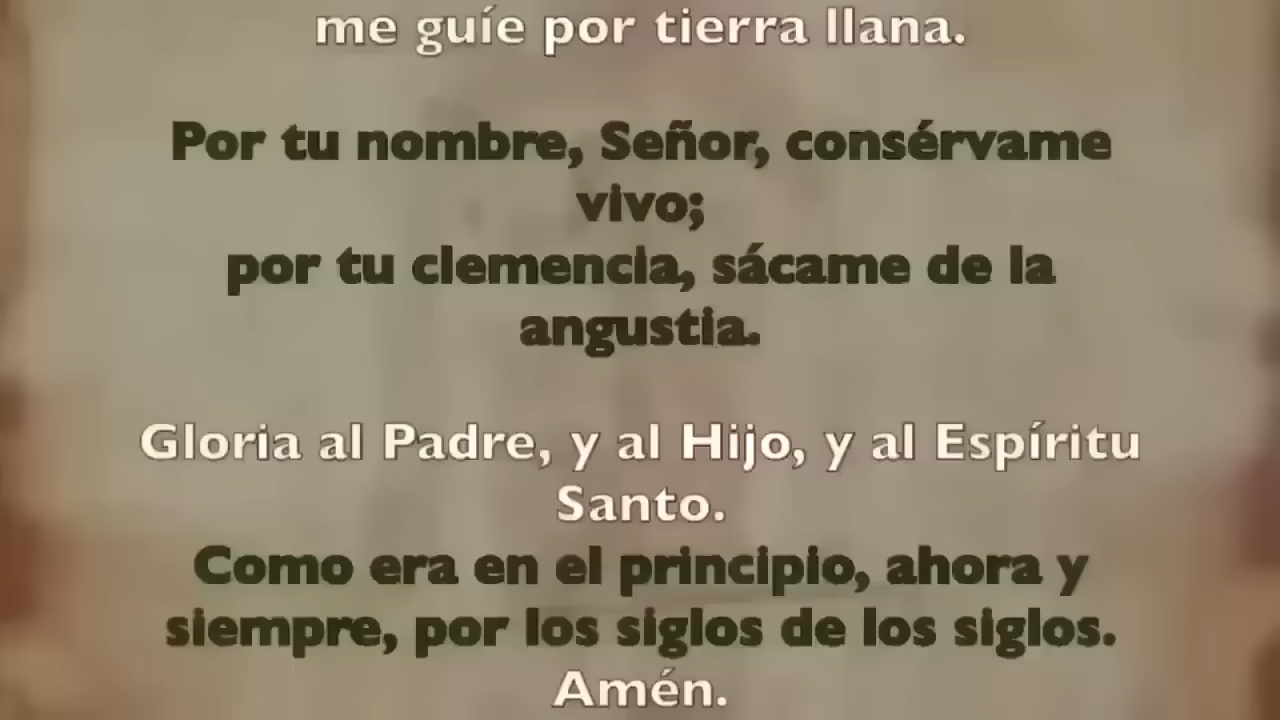 me guíe por tierra llana.
Por tu nombre, Señor, consérvame
vivo;
por tu clemencia, sácame de la
angustia.
Gloria al Padre, y al Hijo, y al Espíritu
Santo.
Como era en el principio, ahora y
siempre, por los siglos de los siglos.
Amén.